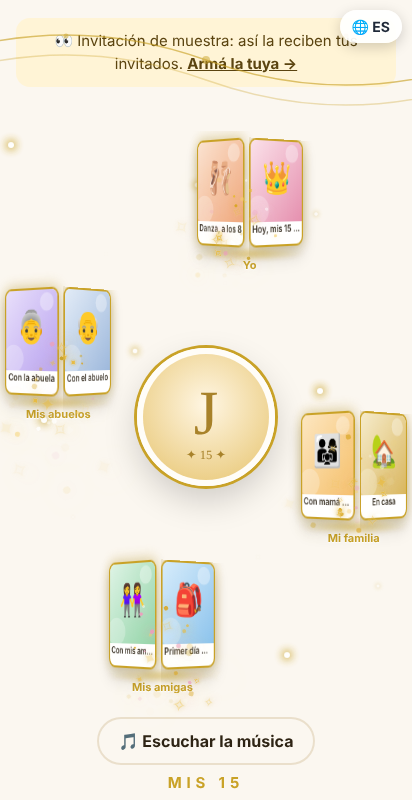 🌐 ES
👀 Invitación de muestra: así la reciben tus
invitados. Armá la tuya →
Danza, a los 8
Hoy, mis 15 ...
Yo
Con la abuela
Con el abuelo
Mis abuelos
J
✦ 15 ✦
Con mamá ...
En casa
Mi familia
Con mis am...
Primer día ...
Mis amigas
🎵 Escuchar la música
MIS 15